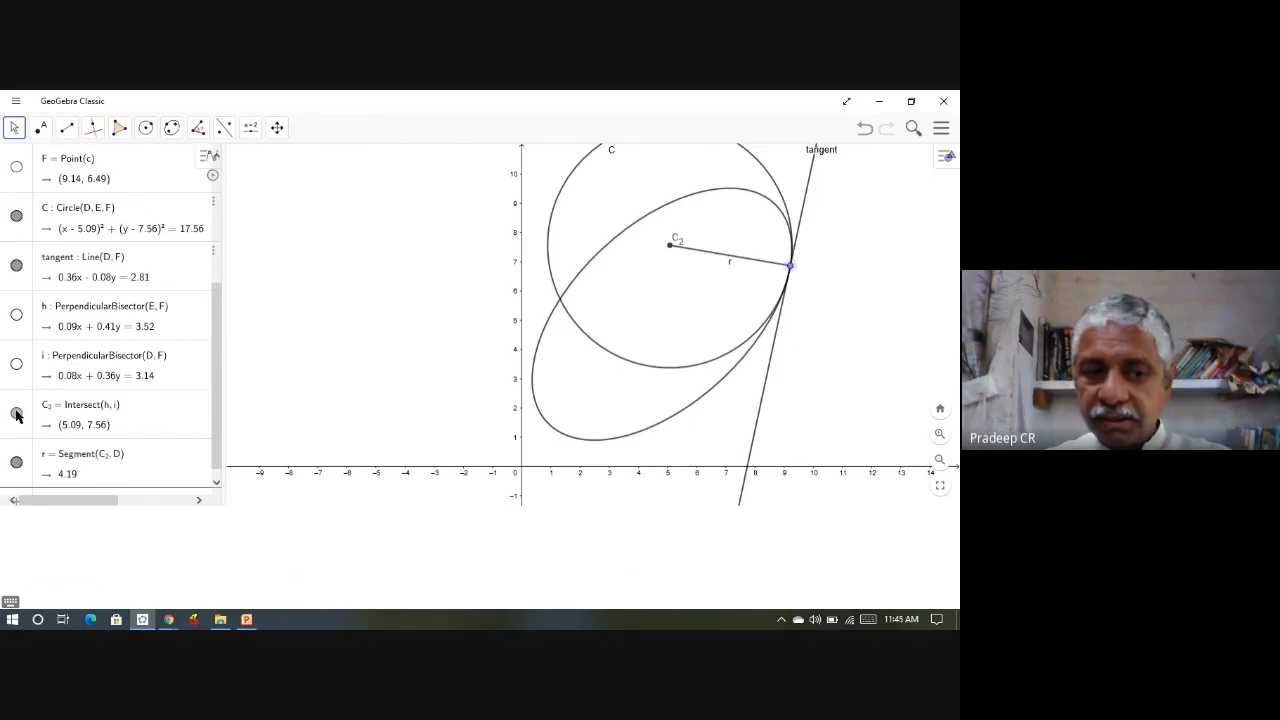 GeoGebra Classic
F = Point(c)
→ (9.14, 6.49)
C : Circle(D, E, F)
→ (x - 5.09)² + (y - 7.56)² = 17.56
tangent : Line(D, F)
→ 0.36x - 0.08y = 2.81
h : PerpendicularBisector(E, F)
→ 0.09x + 0.41y = 3.52
i : PerpendicularBisector(D, F)
→ 0.08x + 0.36y = 3.14
C₂ = Intersect(h, i)
→ (5.09, 7.56)
r = Segment(C₂, D)
→ 4.19
C
tangent
C₂
r
10
9
8
7
6
5
4
3
2
1
−9 −8 −7 −6 −5 −4 −3 −2 −1 0 1 2 3 4 5 6 7 8 9 10 11 12 13 14
−1
Pradeep CR
11:45 AM